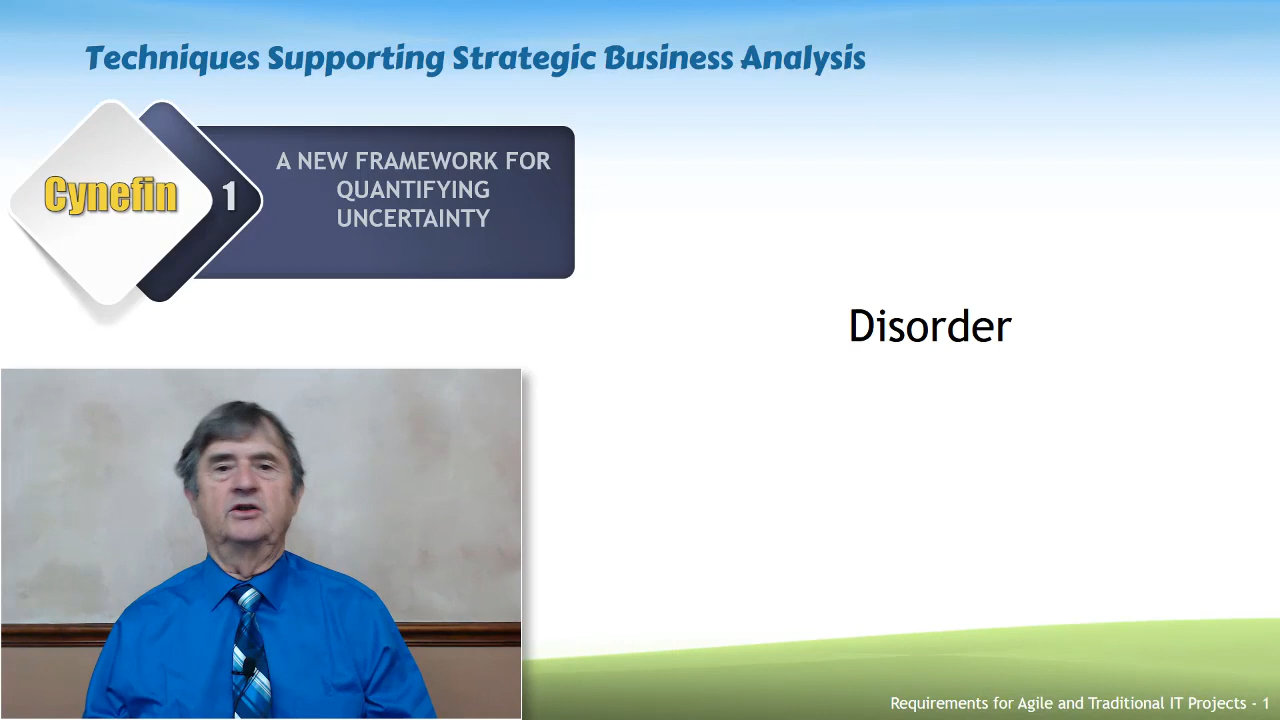 Techniques Supporting Strategic Business Analysis
Cynefin
1
A NEW FRAMEWORK FOR
QUANTIFYING
UNCERTAINTY
Disorder
Requirements for Agile and Traditional IT Projects - 1